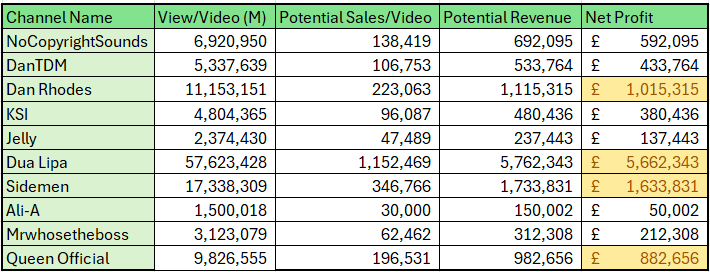 Channel Name View/Video (M) Potential Sales/Video Potential Revenue Net Profit
NoCopyrightSounds 6,920,950 138,419 692,095 £ 592,095
DanTDM 5,337,639 106,753 533,764 £ 433,764
Dan Rhodes 11,153,151 223,063 1,115,315 £ 1,015,315
KSI 4,804,365 96,087 480,436 £ 380,436
Jelly 2,374,430 47,489 237,443 £ 137,443
Dua Lipa 57,623,428 1,152,469 5,762,343 £ 5,662,343
Sidemen 17,338,309 346,766 1,733,831 £ 1,633,831
Ali-A 1,500,018 30,000 150,002 £ 50,002
Mrwhosetheboss 3,123,079 62,462 312,308 £ 212,308
Queen Official 9,826,555 196,531 982,656 £ 882,656